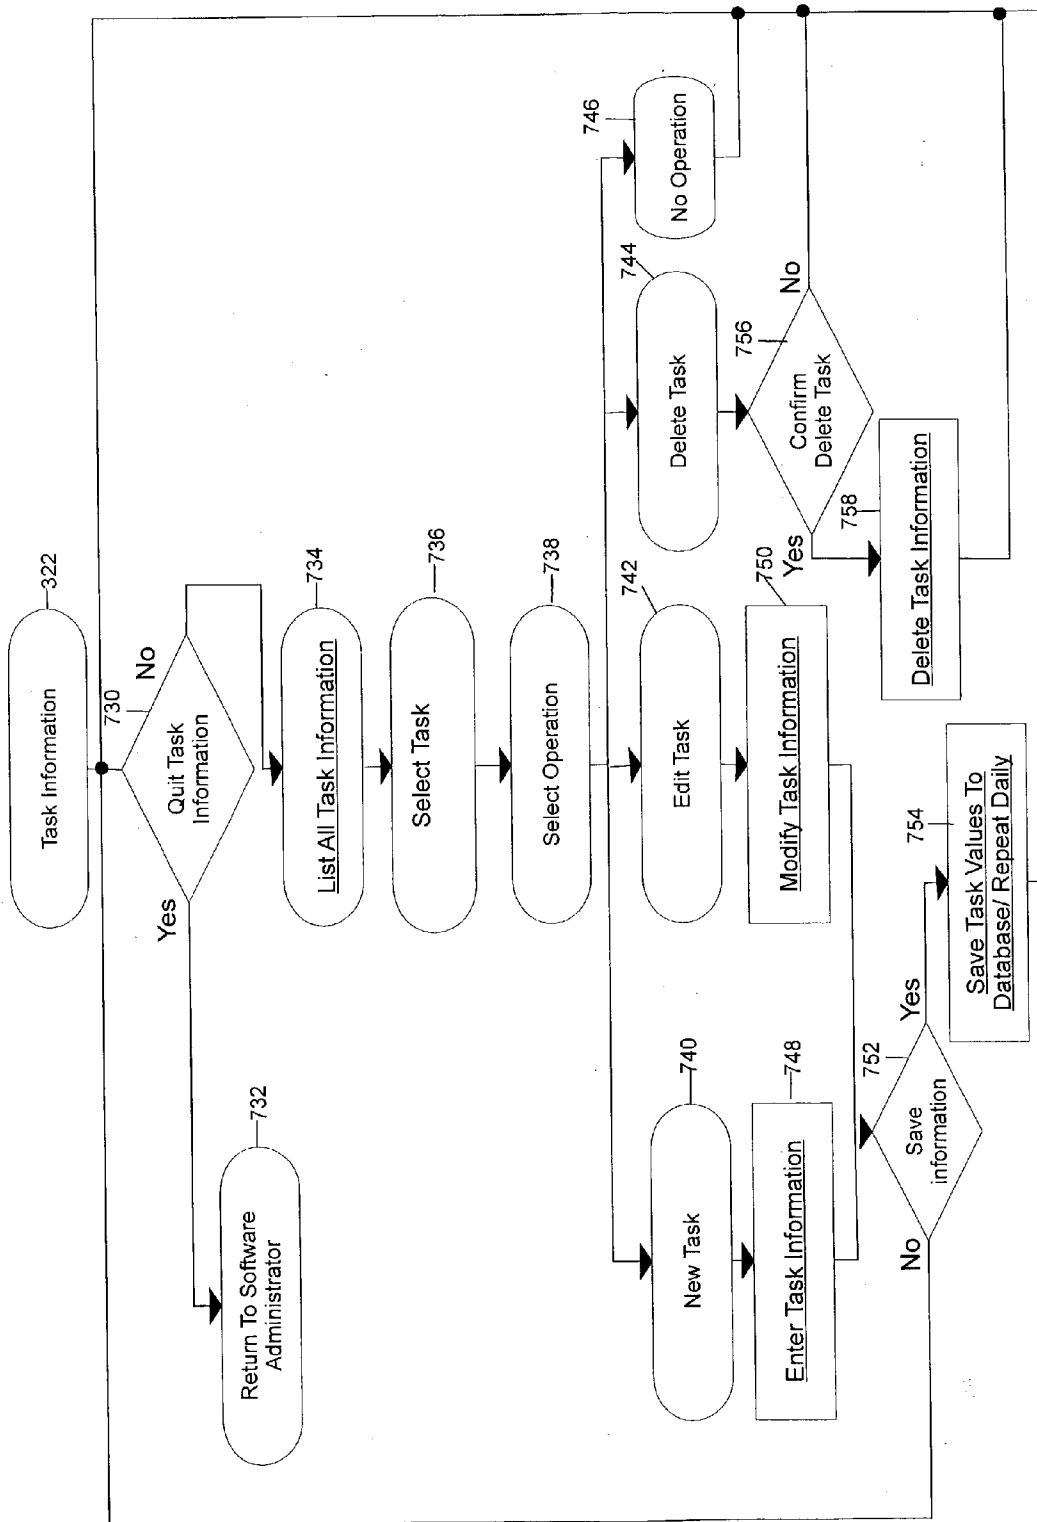 Task Information
322
730
Quit Task
Information
No
Yes
Return To Software
Administrator
732
List All Task Information
734
Select Task
736
Select Operation
738
New Task
740
Edit Task
742
Delete Task
744
No Operation
746
Enter Task Information
748
Modify Task Information
750
Confirm
Delete Task
756
No
Yes
Save
information
752
No
Yes
Delete Task Information
758
Save Task Values To
Database/ Repeat Daily
754